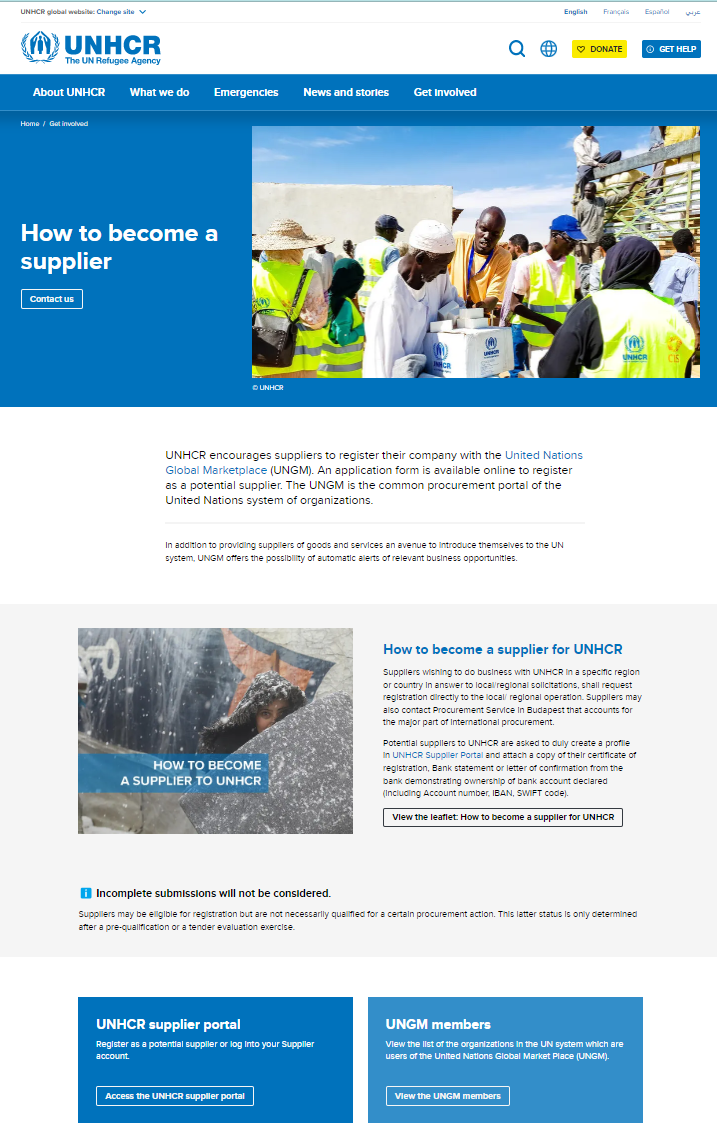 UNHCR global website: Change site
English Français Español عربي
UNHCR
The UN Refugee Agency
DONATE
GET HELP
About UNHCR What we do Emergencies News and stories Get involved
Home / Get involved
How to become a
supplier
Contact us
UNHCR
UNHCR
© UNHCR
UNHCR encourages suppliers to register their company with the United Nations
Global Marketplace (UNGM). An application form is available online to register
as a potential supplier. The UNGM is the common procurement portal of the
United Nations system of organizations.
In addition to providing suppliers of goods and services an avenue to introduce themselves to the UN
system, UNGM offers the possibility of automatic alerts of relevant business opportunities.
HOW TO BECOME
A SUPPLIER TO UNHCR
How to become a supplier for UNHCR
Suppliers wishing to do business with UNHCR in a specific region
or country in answer to local/regional solicitations, shall request
registration directly to the local/ regional operation. Suppliers may
also contact Procurement Service in Budapest that accounts for
the major part of international procurement.
Potential suppliers to UNHCR are asked to duly create a profile
in UNHCR Supplier Portal and attach a copy of their certificate of
registration, Bank statement or letter of confirmation from the
bank demonstrating ownership of bank account declared
(including Account number, IBAN, SWIFT code).
View the leaflet: How to become a supplier for UNHCR
Incomplete submissions will not be considered.
Suppliers may be eligible for registration but are not necessarily qualified for a certain procurement action. This latter status is only determined
after a pre-qualification or a tender evaluation exercise.
UNHCR supplier portal
Register as a potential supplier or log into your Supplier
account.
Access the UNHCR supplier portal
UNGM members
View the list of the organizations in the UN system which are
users of the United Nations Global Market Place (UNGM).
View the UNGM members